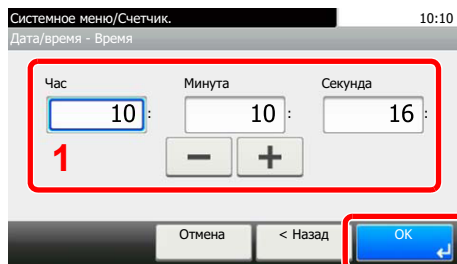 Системное меню/Счетчик. 10:10
Дата/время - Время
Час Минута Секунда
10 : 10 : 16 :
1 − +
Отмена < Назад OK